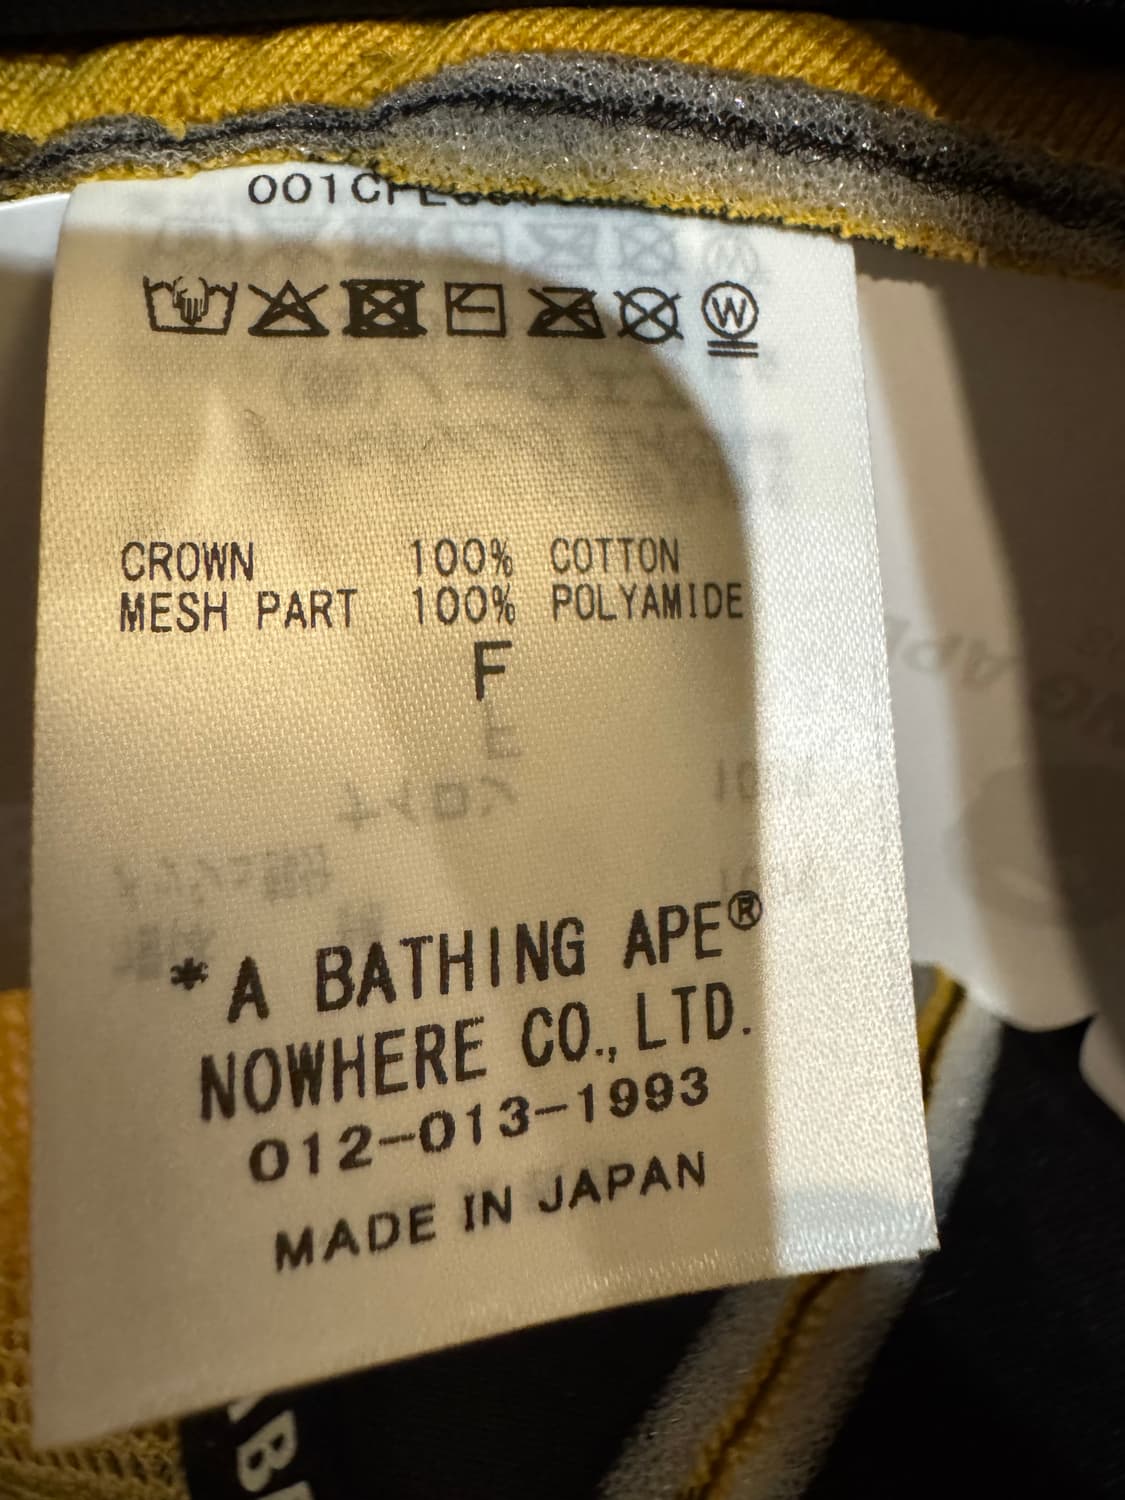 CROWN 100% COTTON
MESH PART 100% POLYAMIDE
F
*A BATHING APE®
NOWHERE CO., LTD.
012-013-1993
MADE IN JAPAN